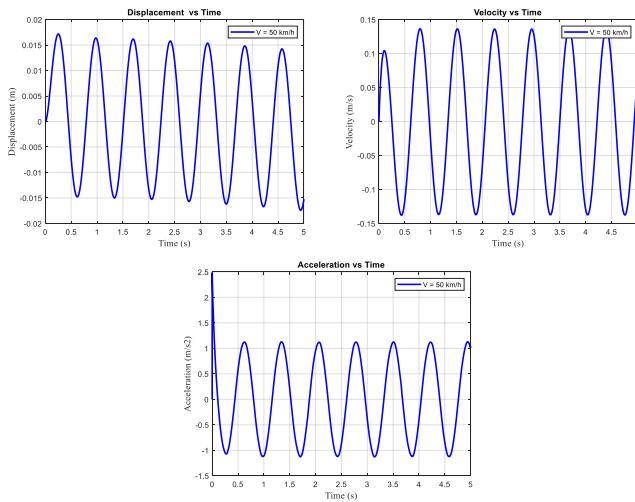 Displacement  vs Time
V = 50 km/h
Displacement (m)
0.02
0.015
0.01
0.005
0
-0.005
-0.01
-0.015
-0.02
0 0.5 1 1.5 2 2.5 3 3.5 4 4.5 5
Time (s)
Velocity vs Time
V = 50 km/h
Velocity (m/s)
0.15
0.1
0.05
0
-0.05
-0.1
-0.15
0 0.5 1 1.5 2 2.5 3 3.5 4 4.5
Time (s)
Acceleration vs Time
V = 50 km/h
Acceleration (m/s2)
2.5
2
1.5
1
0.5
0
-0.5
-1
-1.5
0 0.5 1 1.5 2 2.5 3 3.5 4 4.5 5
Time (s)